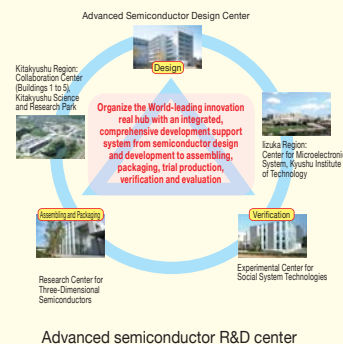 Advanced Semiconductor Design Center
Design
Kitakyushu Region:
Collaboration Center
(Buildings 1 to 5),
Kitakyushu Science
and Research Park
Organize the World-leading innovation
real hub with an integrated,
comprehensive development support
system from semiconductor design
and development to assembling,
packaging, trial production,
verification and evaluation
Iizuka Region:
Center for Microelectronic
System, Kyushu Institute
of Technology
Assembling and Packaging
Verification
Research Center for
Three-Dimensional
Semiconductors
Experimental Center for
Social System Technologies
Advanced semiconductor R&D center